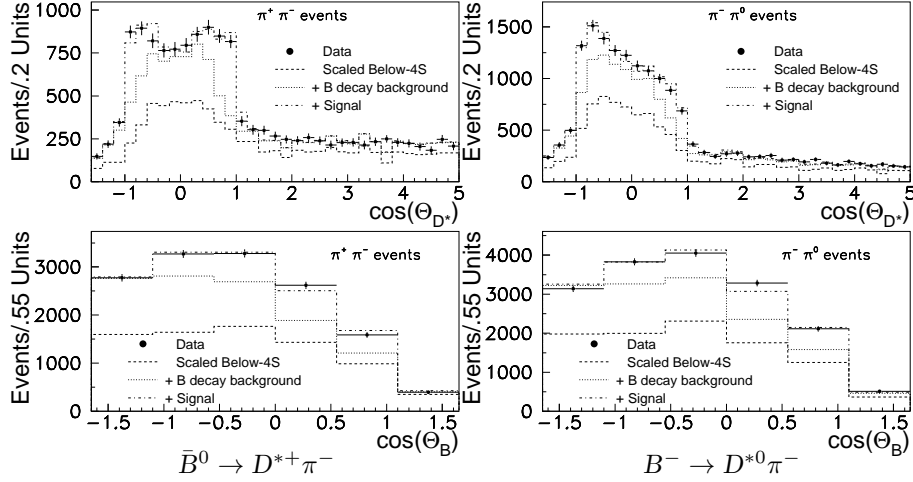 π⁺ π⁻ events
Data
Scaled Below-4S
+ B decay background
+ Signal
Events/.2 Units
1000
750
500
250
0
-1 0 1 2 3 4 5
cos(Θ_D*)
π⁻ π⁰ events
Data
Scaled Below-4S
+ B decay background
+ Signal
Events/.2 Units
1500
1000
500
0
-1 0 1 2 3 4 5
cos(Θ_D*)
π⁺ π⁻ events
Data
Scaled Below-4S
+ B decay background
+ Signal
Events/.55 Units
3000
2000
1000
0
-1.5 -1 -0.5 0 0.5 1 1.5
cos(Θ_B)
π⁻ π⁰ events
Data
Scaled Below-4S
+ B decay background
+ Signal
Events/.55 Units
4000
3000
2000
1000
0
-1.5 -1 -0.5 0 0.5 1 1.5
cos(Θ_B)
B̄⁰ → D*⁺π⁻
B⁻ → D*⁰π⁻